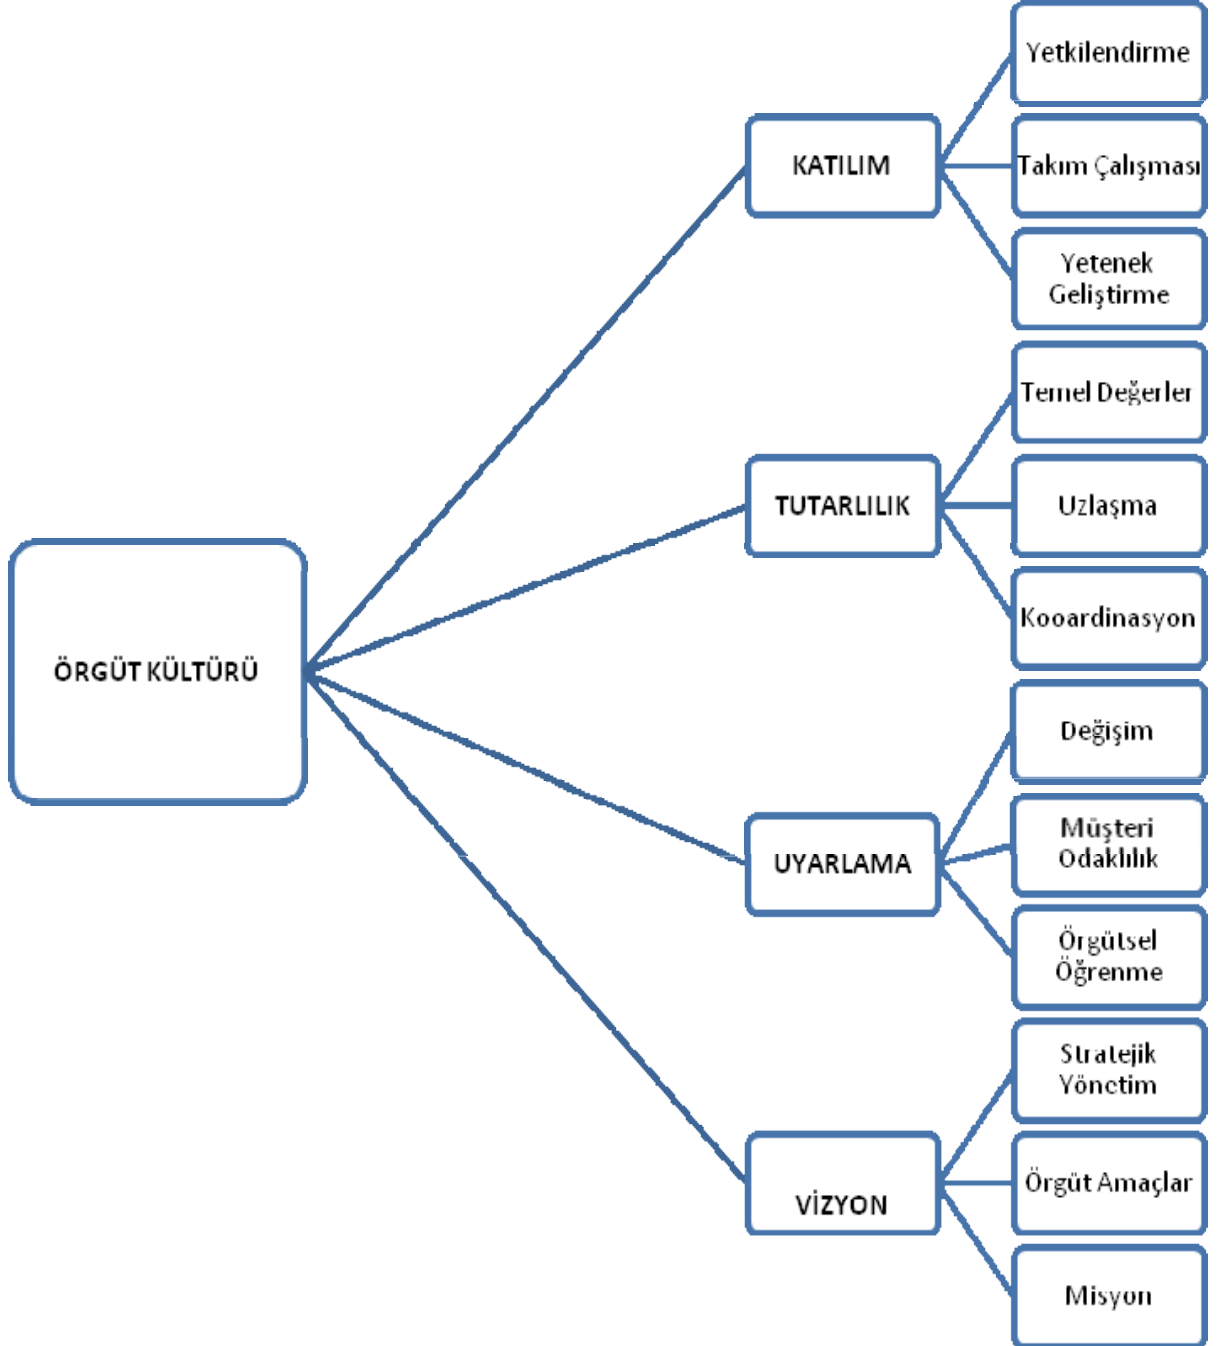 Yetkilendirme
KATILIM
Takım Çalışması
Yetenek
Geliştirme
Temel Değerler
TUTARLILIK
Uzlaşma
Kooardinasyon
ÖRGÜT KÜLTÜRÜ
Değişim
UYARLAMA
Müşteri
Odaklılık
Örgütsel
Öğrenme
Stratejik
Yönetim
VİZYON
Örgüt Amaçlar
Misyon